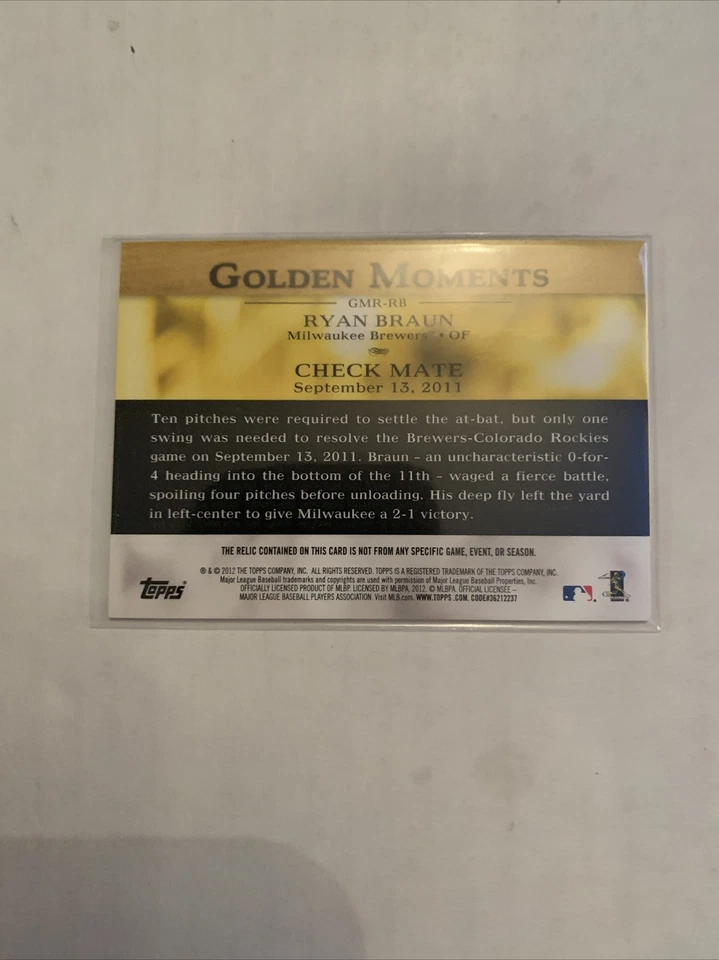 GOLDEN MOMENTS
GMR-RB
RYAN BRAUN
Milwaukee Brewers™ • OF
CHECK MATE
September 13, 2011
Ten pitches were required to settle the at-bat, but only one
swing was needed to resolve the Brewers-Colorado Rockies
game on September 13, 2011. Braun – an uncharacteristic 0-for-
4 heading into the bottom of the 11th – waged a fierce battle,
spoiling four pitches before unloading. His deep fly left the yard
in left-center to give Milwaukee a 2-1 victory.
THE RELIC CONTAINED ON THIS CARD IS NOT FROM ANY SPECIFIC GAME, EVENT, OR SEASON.
® & © 2012 THE TOPPS COMPANY, INC. ALL RIGHTS RESERVED. TOPPS IS A REGISTERED TRADEMARK OF THE TOPPS COMPANY, INC.
Major League Baseball trademarks and copyrights are used with permission of Major League Baseball Properties, Inc.
OFFICIALLY LICENSED PRODUCT OF MLBP. LICENSED BY MLBPA, 2012. © MLBPA. OFFICIAL LICENSEE –
MAJOR LEAGUE BASEBALL PLAYERS ASSOCIATION. Visit MLB.com. WWW.TOPPS.COM. CODE#36212237
TOPPS